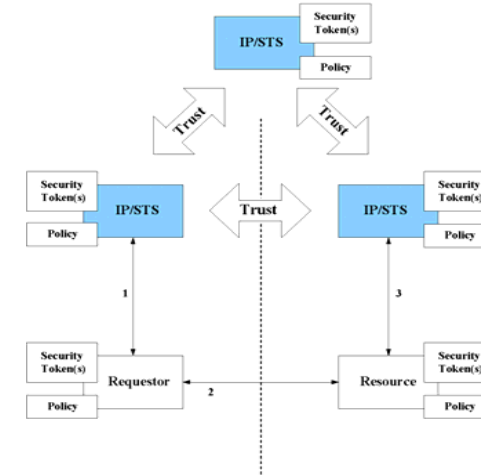 Security
Token(s)
IP/STS
Policy
Trust
Trust
Security
Token(s)
IP/STS
Policy
Trust
IP/STS
Security
Token(s)
Policy
1
3
Security
Token(s)
Requestor
Policy
2
Resource
Security
Token(s)
Policy